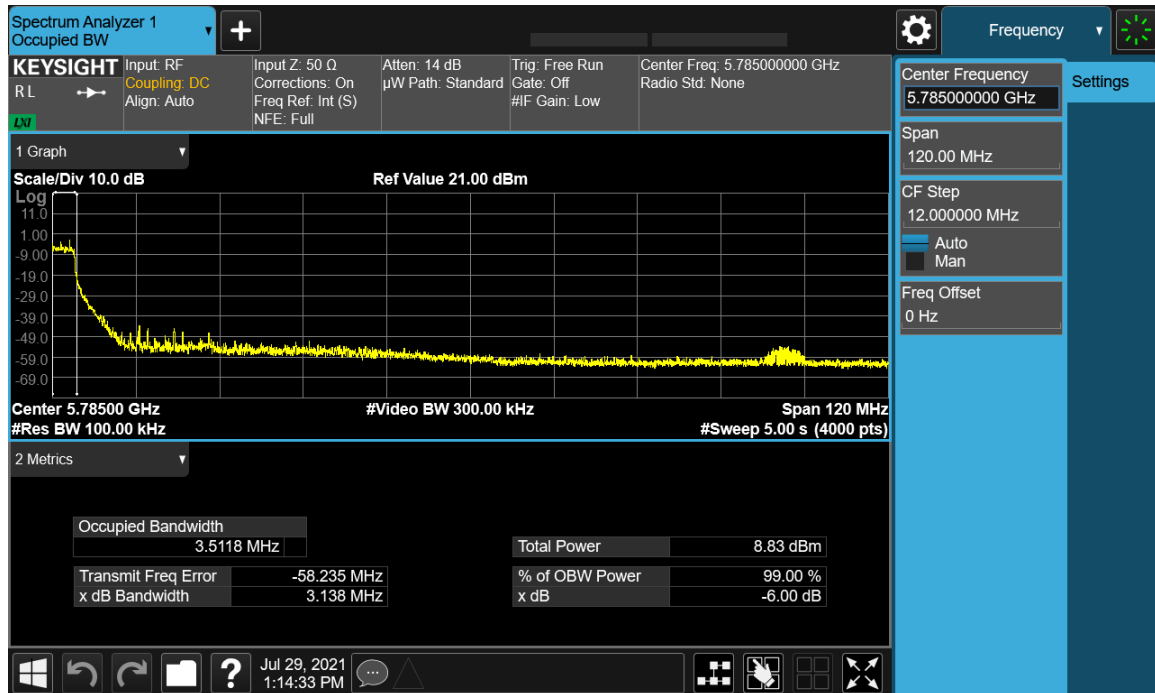 Spectrum Analyzer 1
Occupied BW
Frequency
KEYSIGHT
R L
LXI
Input: RF
Coupling: DC
Align: Auto
Input Z: 50 Ω
Corrections: On
Freq Ref: Int (S)
NFE: Full
Atten: 14 dB
µW Path: Standard
Trig: Free Run
Gate: Off
#IF Gain: Low
Center Freq: 5.785000000 GHz
Radio Std: None
Center Frequency
5.785000000 GHz
Settings
Span
120.00 MHz
CF Step
12.000000 MHz
Auto
Man
Freq Offset
0 Hz
1 Graph
Scale/Div 10.0 dB
Ref Value 21.00 dBm
Log
11.0
1.00
-9.00
-19.0
-29.0
-39.0
-49.0
-59.0
-69.0
Center 5.78500 GHz
#Video BW 300.00 kHz
Span 120 MHz
#Res BW 100.00 kHz
#Sweep 5.00 s (4000 pts)
2 Metrics
Occupied Bandwidth
3.5118 MHz
Total Power 8.83 dBm
Transmit Freq Error -58.235 MHz
% of OBW Power 99.00 %
x dB Bandwidth 3.138 MHz
x dB -6.00 dB
?
Jul 29, 2021
1:14:33 PM